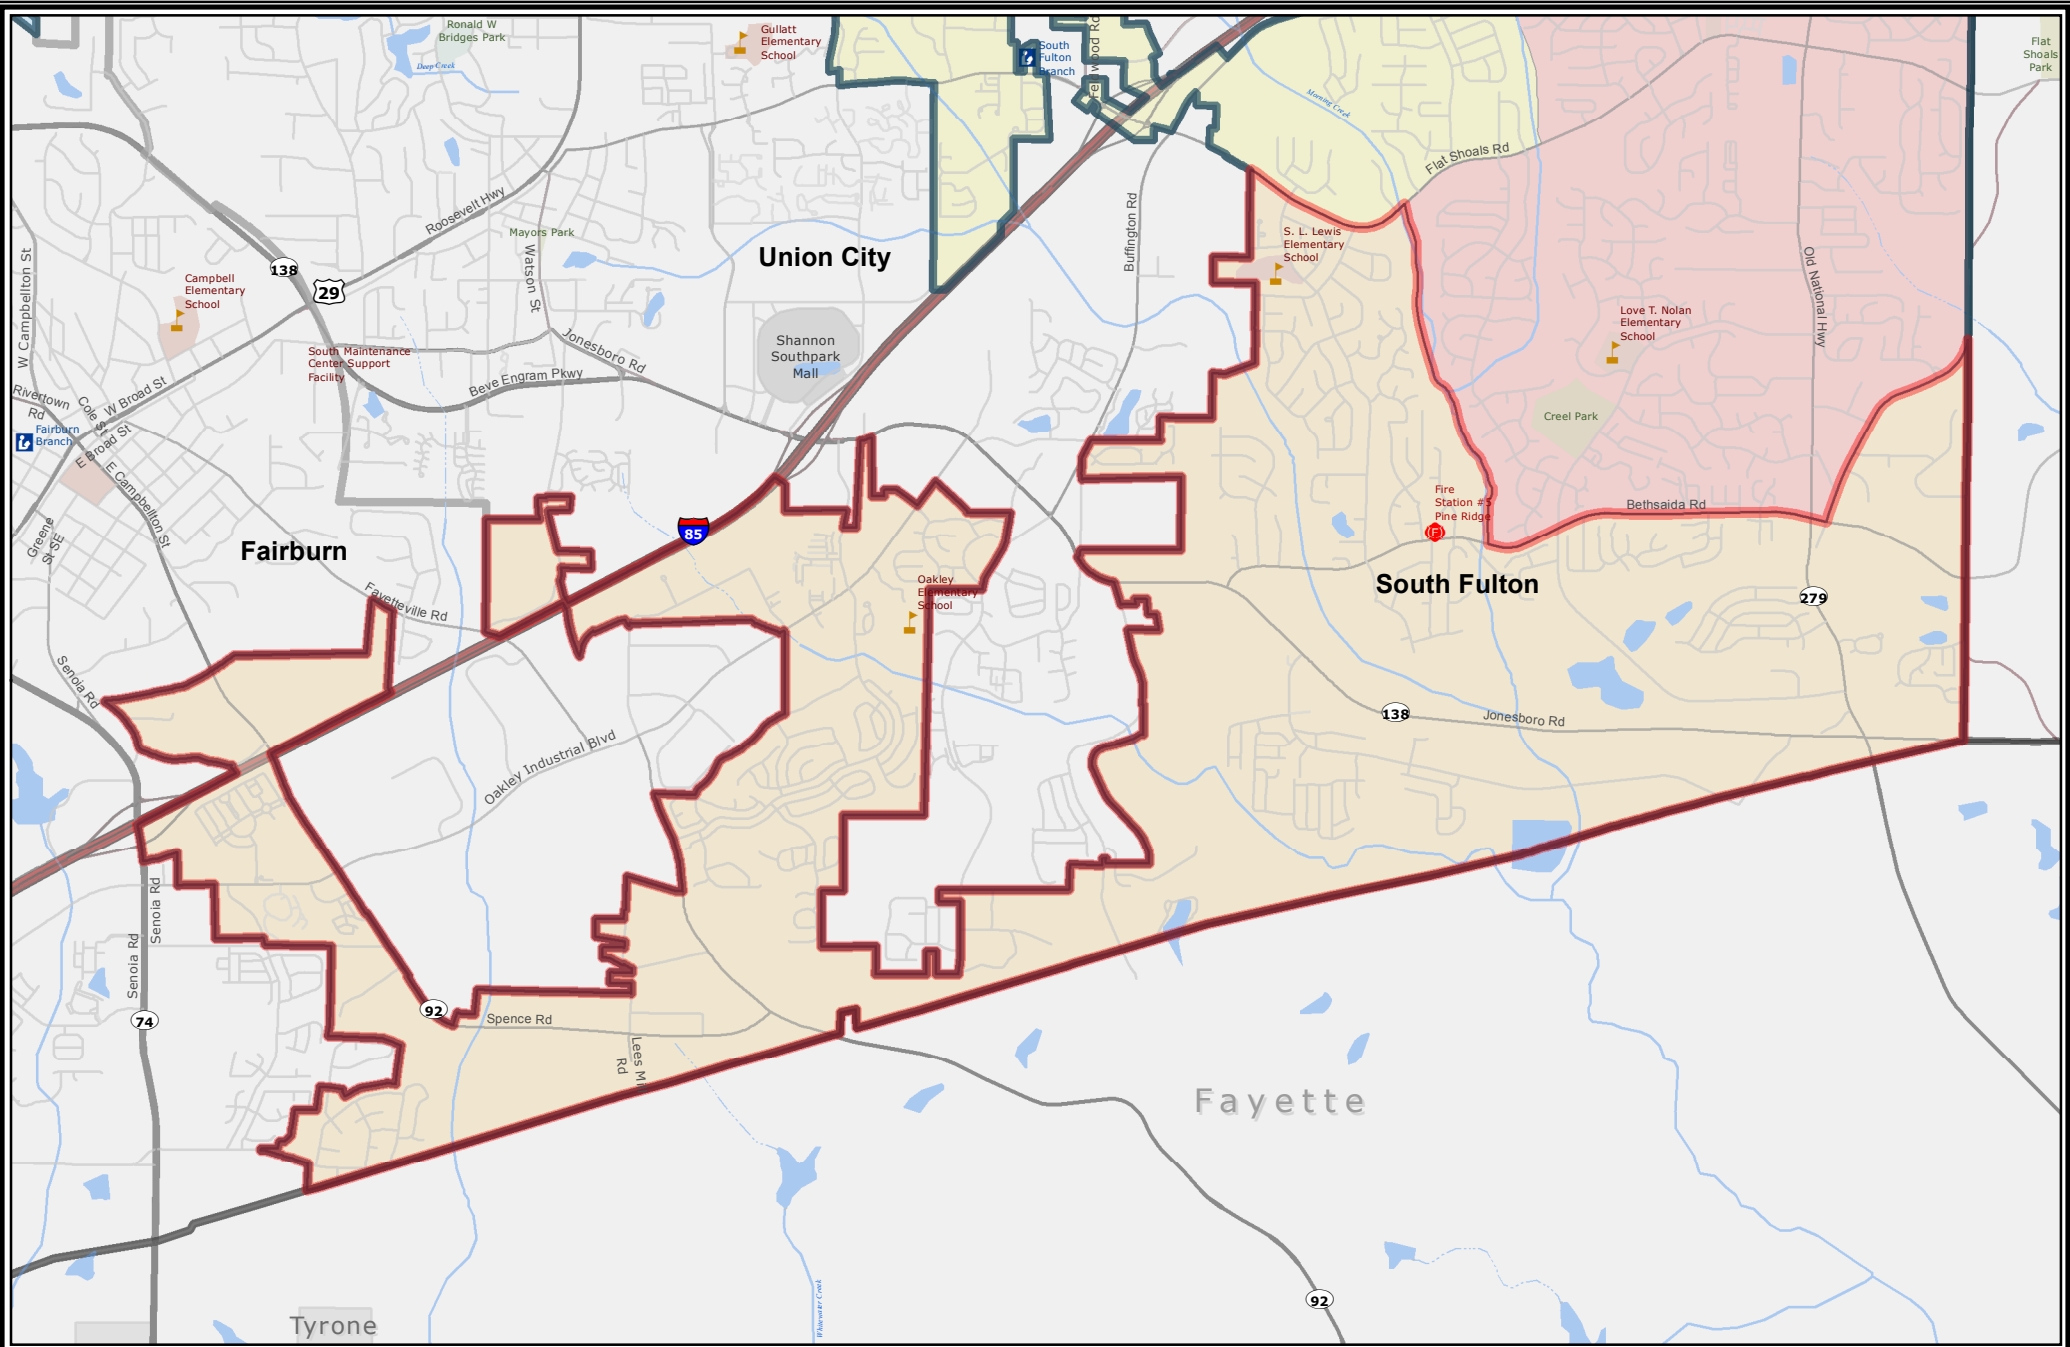 Ronald W
Bridges Park
Deep Creek
Gullatt
Elementary
School
South
Fulton
Branch
Fernwood Rd
Morning Creek
Flat
Shoals
Park
Flat Shoals Rd
Roosevelt Hwy
Mayors Park
Watson St
Union City
Buffington Rd
S. L. Lewis
Elementary
School
Old National Hwy
W Campbellton St
138
29
Campbell
Elementary
School
Love T. Nolan
Elementary
School
Shannon
Southpark
Mall
Jonesboro Rd
South Maintenance
Center Support
Facility
Beve Engram Pkwy
Rivertown
Rd
Cole St
W Broad St
E Broad St
Fairburn
Branch
Creel Park
E Campbellton St
Fire
Station #5
Pine Ridge
F
Bethsaida Rd
85
Greene
St SE
Fairburn
Oakley
Elementary
School
South Fulton
279
Fayetteville Rd
Senoia Rd
138
Jonesboro Rd
Oakley Industrial Blvd
Senoia Rd
Senoia Rd
92
74
Spence Rd
Lees Mi
Rd
Fayette
Whitewater Creek
92
Tyrone